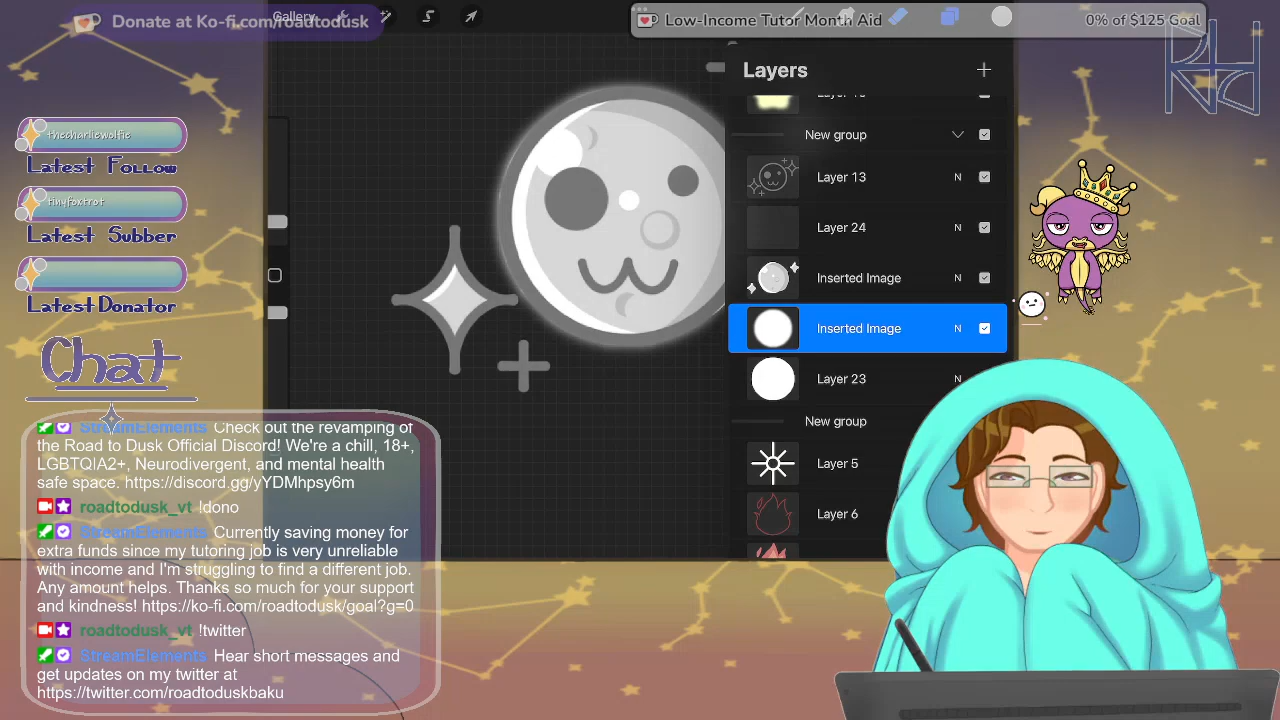 Donate at Ko-fi.com/roadtodusk
Gallery
Low-Income Tutor Month Aid
0% of $125 Goal
thecharliewolfie
Latest Follow
tinyfoxtrot
Latest Subber
Latest Donator
Chat
StreamElements Check out the revamping of
the Road to Dusk Official Discord! We're a chill, 18+,
LGBTQIA2+, Neurodivergent, and mental health
safe space. https://discord.gg/yYDMhpsy6m
roadtodusk_vt !dono
StreamElements Currently saving money for
extra funds since my tutoring job is very unreliable
with income and I'm struggling to find a different job.
Any amount helps. Thanks so much for your support
and kindness! https://ko-fi.com/roadtodusk/goal?g=0
roadtodusk_vt !twitter
StreamElements Hear short messages and
get updates on my twitter at
https://twitter.com/roadtoduskbaku
Layers
New group
Layer 13 N
Layer 24 N
Inserted Image N
Inserted Image N
Layer 23 N
New group
Layer 5
Layer 6